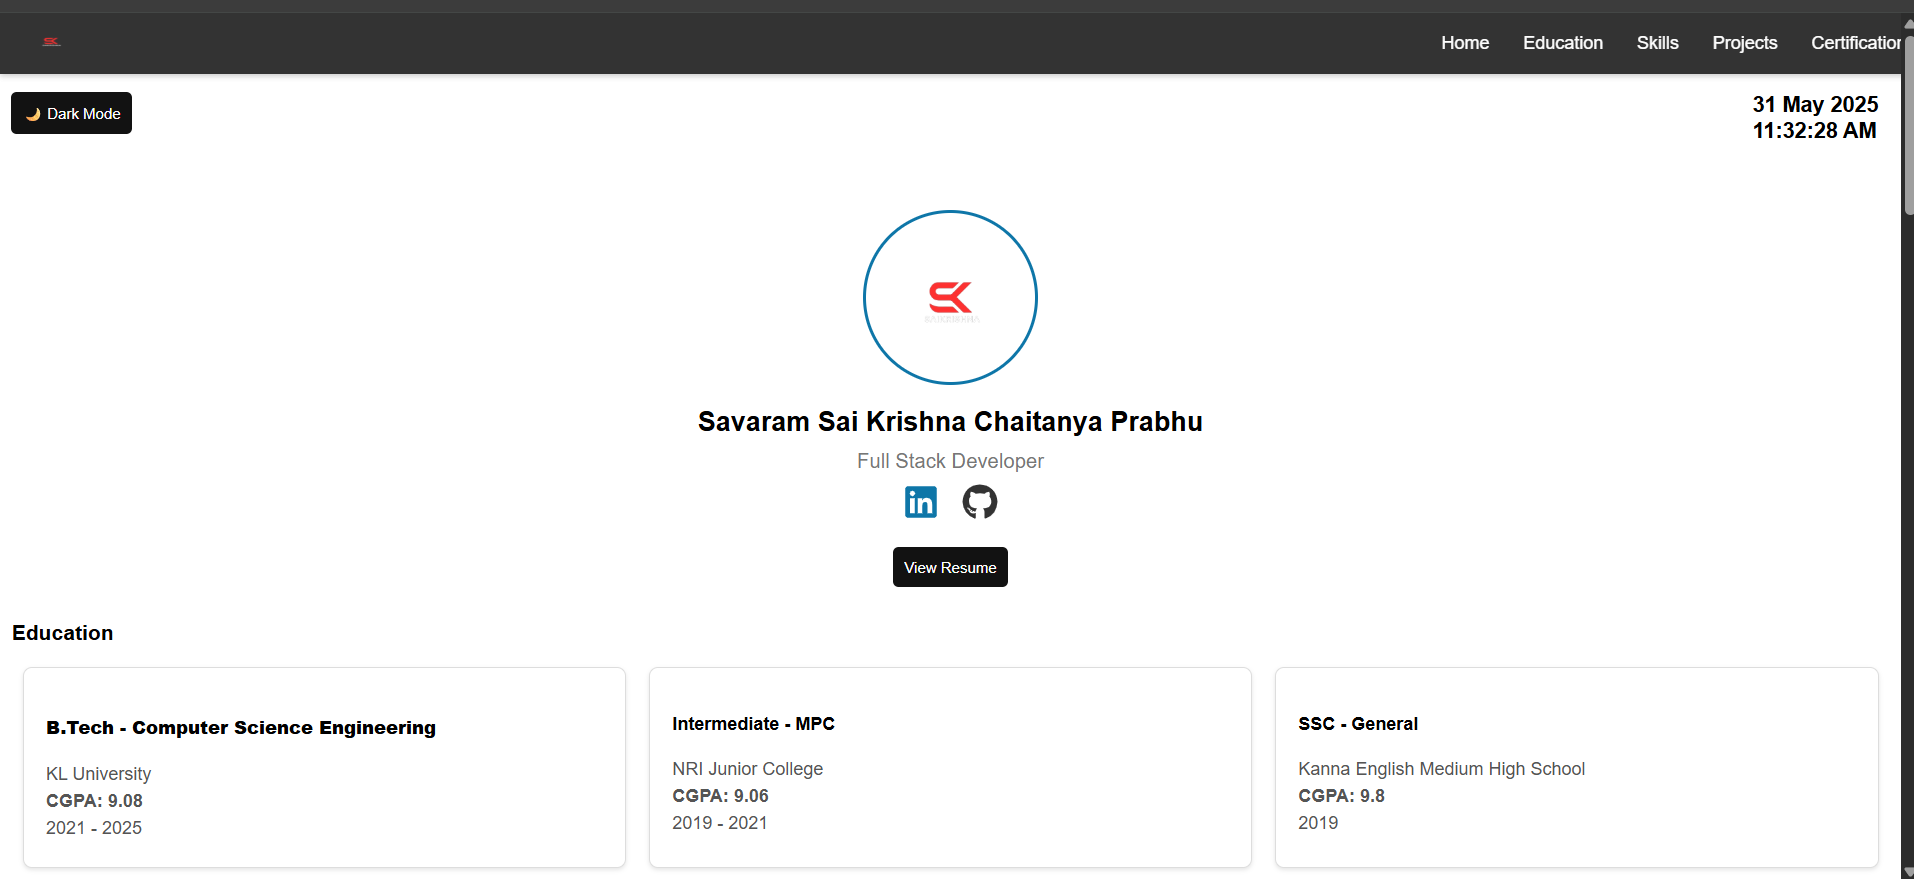 SK
Home Education Skills Projects Certification
🌙 Dark Mode
31 May 2025
11:32:28 AM
SK
Savaram Sai Krishna Chaitanya Prabhu
Full Stack Developer
in
View Resume
Education
B.Tech - Computer Science Engineering
KL University
CGPA: 9.08
2021 - 2025
Intermediate - MPC
NRI Junior College
CGPA: 9.06
2019 - 2021
SSC - General
Kanna English Medium High School
CGPA: 9.8
2019